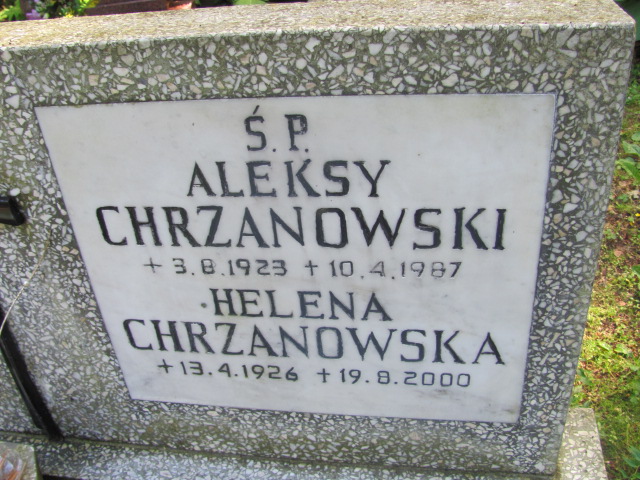 Ś.P.
ALEKSY
CHRZANOWSKI
+3.8.1923 +10.4.1987
HELENA
CHRZANOWSKA
+13.4.1926 +19.8.2000